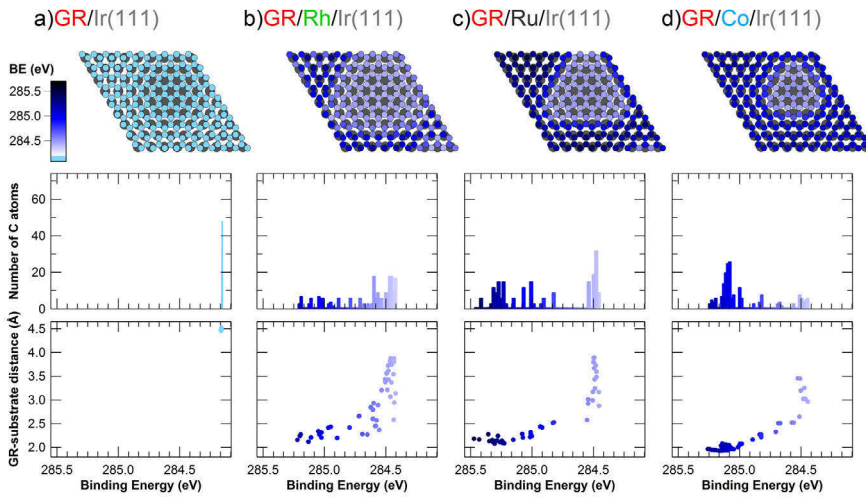 a)GR/Ir(111)
b)GR/Rh/Ir(111)
c)GR/Ru/Ir(111)
d)GR/Co/Ir(111)
BE (eV)
285.5
285.0
284.5
Number of C atoms
60
40
20
0
GR-substrate distance (Å)
4.5
4.0
3.5
3.0
2.5
2.0
285.5 285.0 284.5
285.5 285.0 284.5
285.5 285.0 284.5
285.5 285.0 284.5
Binding Energy (eV)
Binding Energy (eV)
Binding Energy (eV)
Binding Energy (eV)